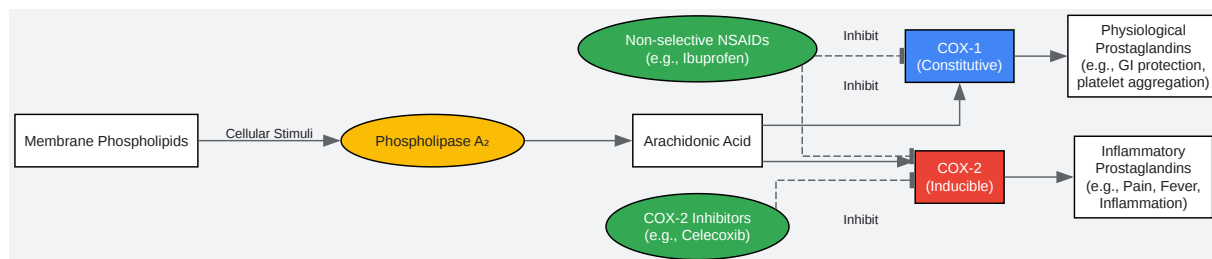 Membrane Phospholipids
Cellular Stimuli
Phospholipase A₂
Arachidonic Acid
Non-selective NSAIDs
(e.g., Ibuprofen)
Inhibit
Inhibit
COX-1
(Constitutive)
Physiological
Prostaglandins
(e.g., GI protection,
platelet aggregation)
COX-2 Inhibitors
(e.g., Celecoxib)
Inhibit
COX-2
(Inducible)
Inflammatory
Prostaglandins
(e.g., Pain, Fever,
Inflammation)